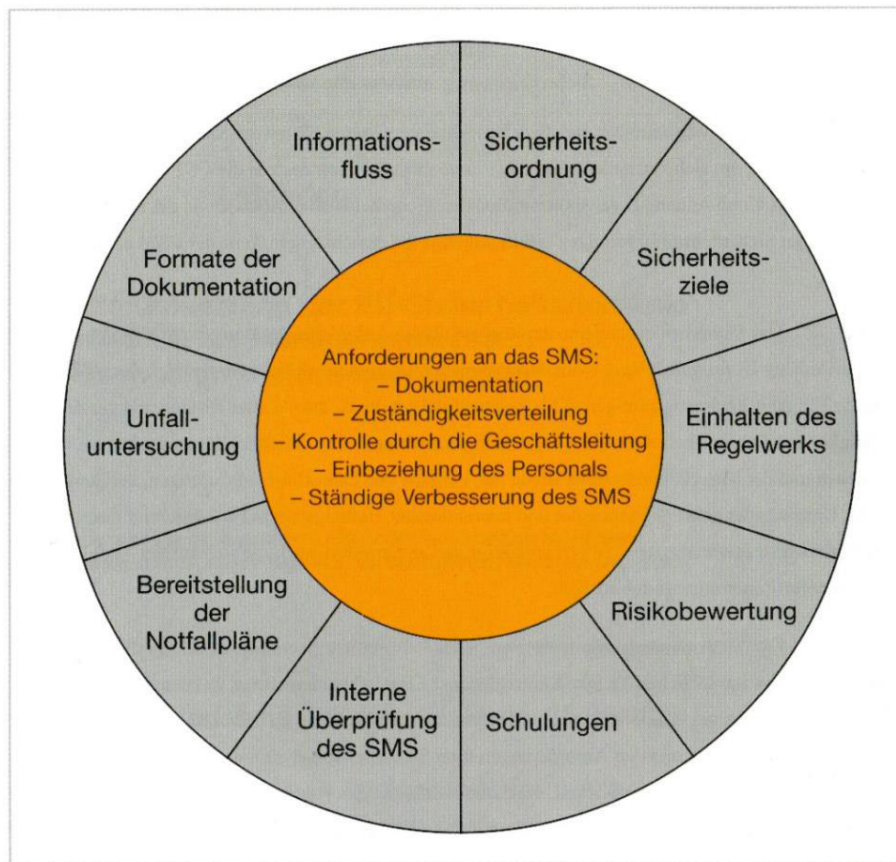 Informations-
fluss
Sicherheits-
ordnung
Sicherheits-
ziele
Einhalten des
Regelwerks
Risikobewertung
Schulungen
Interne
Überprüfung
des SMS
Bereitstellung
der
Notfallpläne
Unfall-
untersuchung
Formate der
Dokumentation
Anforderungen an das SMS:
– Dokumentation
– Zuständigkeitsverteilung
– Kontrolle durch die Geschäftsleitung
– Einbeziehung des Personals
– Ständige Verbesserung des SMS